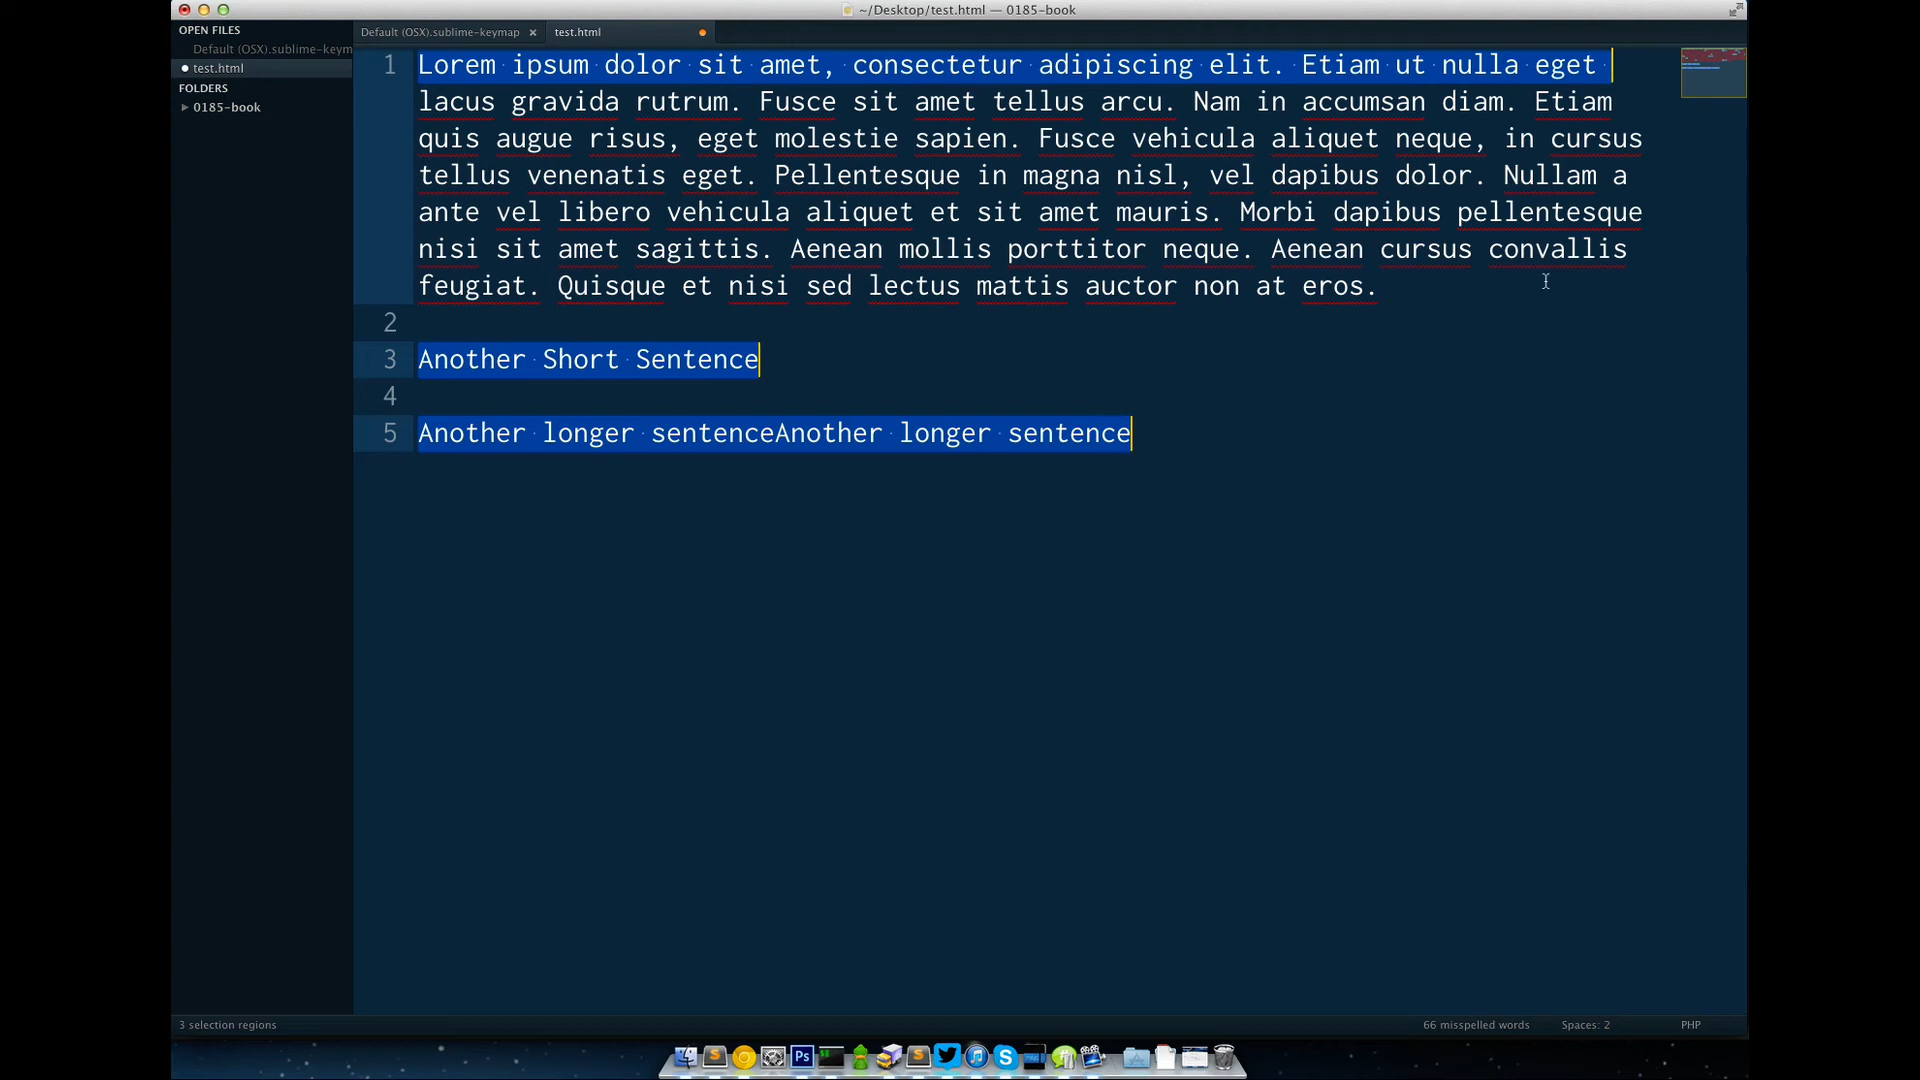 ~/Desktop/test.html — 0185-book
OPEN FILES
Default (OSX).sublime-keym
test.html
FOLDERS
0185-book
Default (OSX).sublime-keymap ×
test.html
1 Lorem ipsum dolor sit amet, consectetur adipiscing elit. Etiam ut nulla eget
lacus gravida rutrum. Fusce sit amet tellus arcu. Nam in accumsan diam. Etiam
quis augue risus, eget molestie sapien. Fusce vehicula aliquet neque, in cursus
tellus venenatis eget. Pellentesque in magna nisl, vel dapibus dolor. Nullam a
ante vel libero vehicula aliquet et sit amet mauris. Morbi dapibus pellentesque
nisi sit amet sagittis. Aenean mollis porttitor neque. Aenean cursus convallis
feugiat. Quisque et nisi sed lectus mattis auctor non at eros.
2
3 Another Short Sentence
4
5 Another longer sentenceAnother longer sentence
3 selection regions
66 misspelled words
Spaces: 2
PHP
Ps